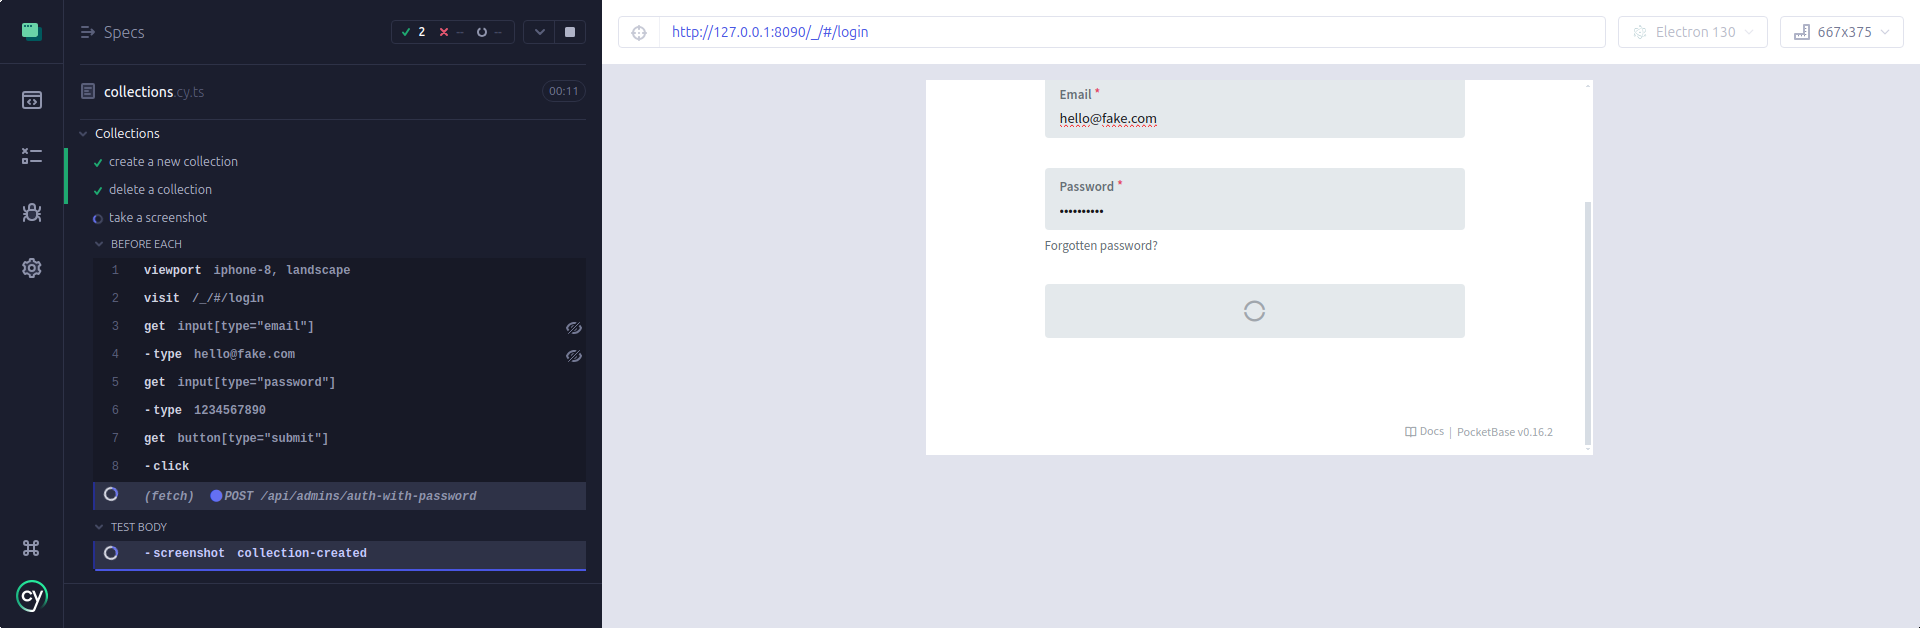 Specs
2 -- --
collections.cy.ts 00:11
Collections
create a new collection
delete a collection
take a screenshot
BEFORE EACH
1 viewport iphone-8, landscape
2 visit /_/#/login
3 get input[type="email"]
4 -type hello@fake.com
5 get input[type="password"]
6 -type 1234567890
7 get button[type="submit"]
8 -click
(fetch) POST /api/admins/auth-with-password
TEST BODY
-screenshot collection-created
cy
http://127.0.0.1:8090/_/#/login
Electron 130
667x375
Email *
hello@fake.com
Password *
••••••••••
Forgotten password?
Docs | PocketBase v0.16.2